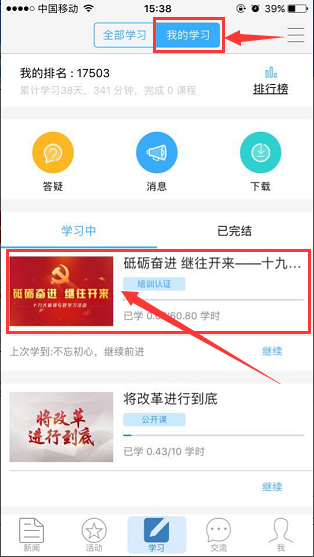 中国移动 15:38 39%
全部学习 我的学习
我的排名 : 17503
累计学习38天，341 分钟，完成 0 课程
排行榜
答疑 消息 下载
学习中 已完结
砥砺奋进 继往开来
砥砺奋进 继往开来——十九...
培训认证
已学 0.00/60.80 学时
上次学到:不忘初心，继续前进 继续
将改革
进行到底
将改革进行到底
公开课
已学 0.43/10 学时
继续
新闻 活动 学习 交流 我